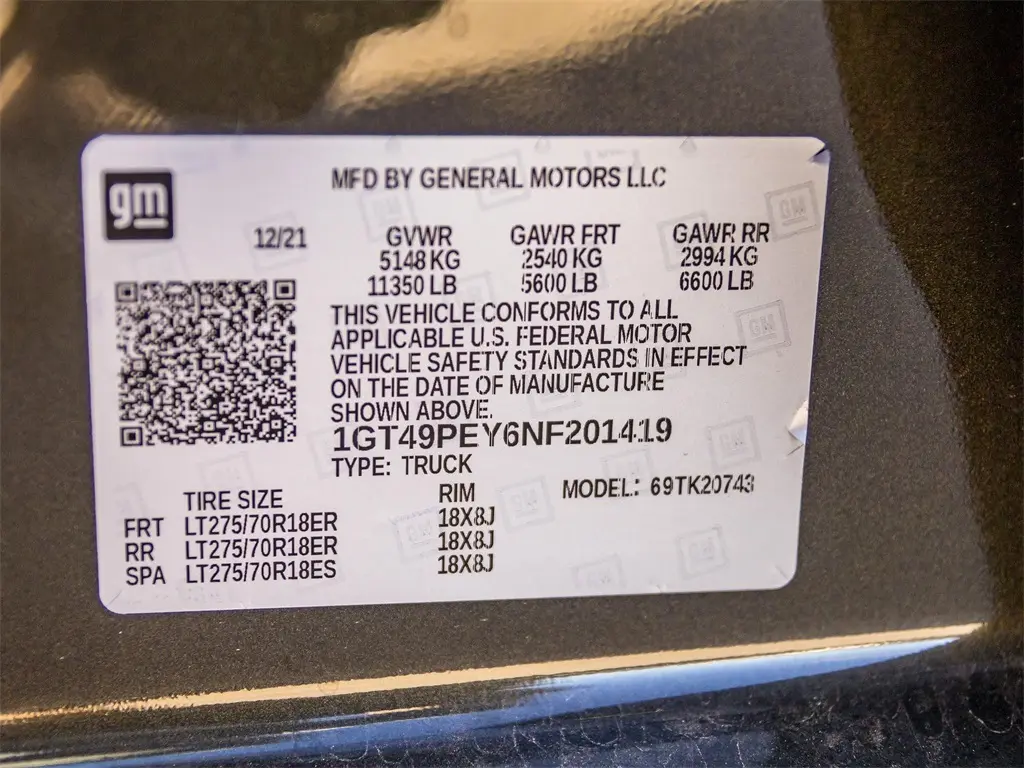 gm
MFD BY GENERAL MOTORS LLC
12/21
GVWR GAWR FRT GAWR RR
5148 KG 2540 KG 2994 KG
11350 LB 5600 LB 6600 LB
THIS VEHICLE CONFORMS TO ALL
APPLICABLE U.S. FEDERAL MOTOR
VEHICLE SAFETY STANDARDS IN EFFECT
ON THE DATE OF MANUFACTURE
SHOWN ABOVE.
1GT49PEY6NF201419
TYPE: TRUCK
TIRE SIZE RIM MODEL: 69TK20743
FRT LT275/70R18ER 18X8J
RR LT275/70R18ER 18X8J
SPA LT275/70R18ES 18X8J